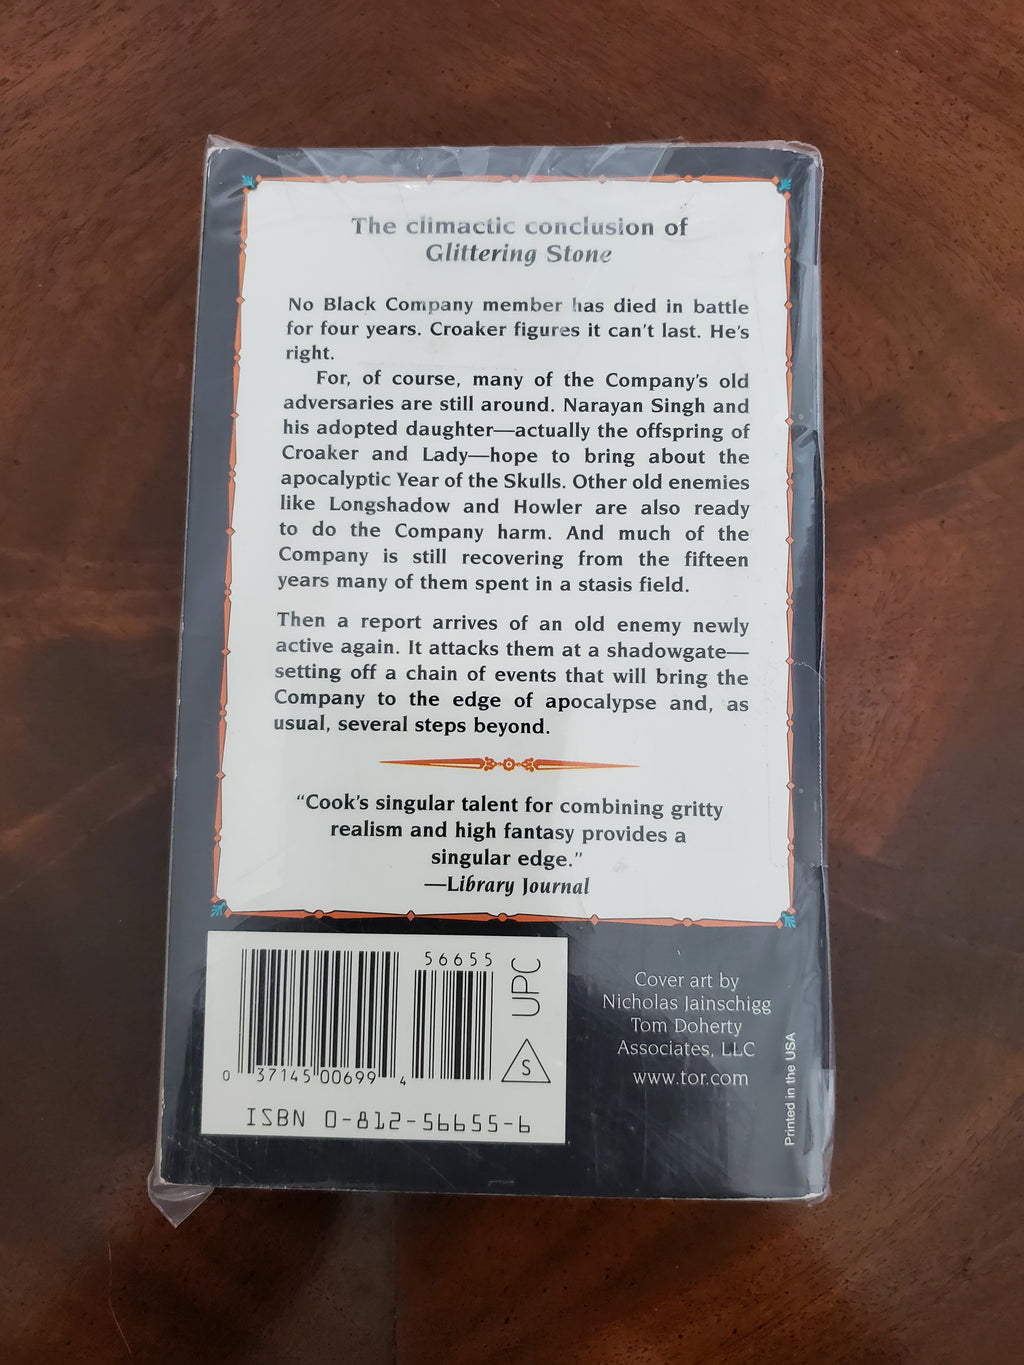 The climactic conclusion of
Glittering Stone
No Black Company member has died in battle
for four years. Croaker figures it can't last. He's
right.
For, of course, many of the Company's old
adversaries are still around. Narayan Singh and
his adopted daughter—actually the offspring of
Croaker and Lady—hope to bring about the
apocalyptic Year of the Skulls. Other old enemies
like Longshadow and Howler are also ready
to do the Company harm. And much of the
Company is still recovering from the fifteen
years many of them spent in a stasis field.
Then a report arrives of an old enemy newly
active again. It attacks them at a shadowgate—
setting off a chain of events that will bring the
Company to the edge of apocalypse and, as
usual, several steps beyond.
“Cook's singular talent for combining gritty
realism and high fantasy provides a
singular edge.”
—Library Journal
56655
UPC
S
0 37145 00699 4
ISBN 0-812-56655-6
Cover art by
Nicholas Jainschigg
Tom Doherty
Associates, LLC
www.tor.com
Printed in the USA